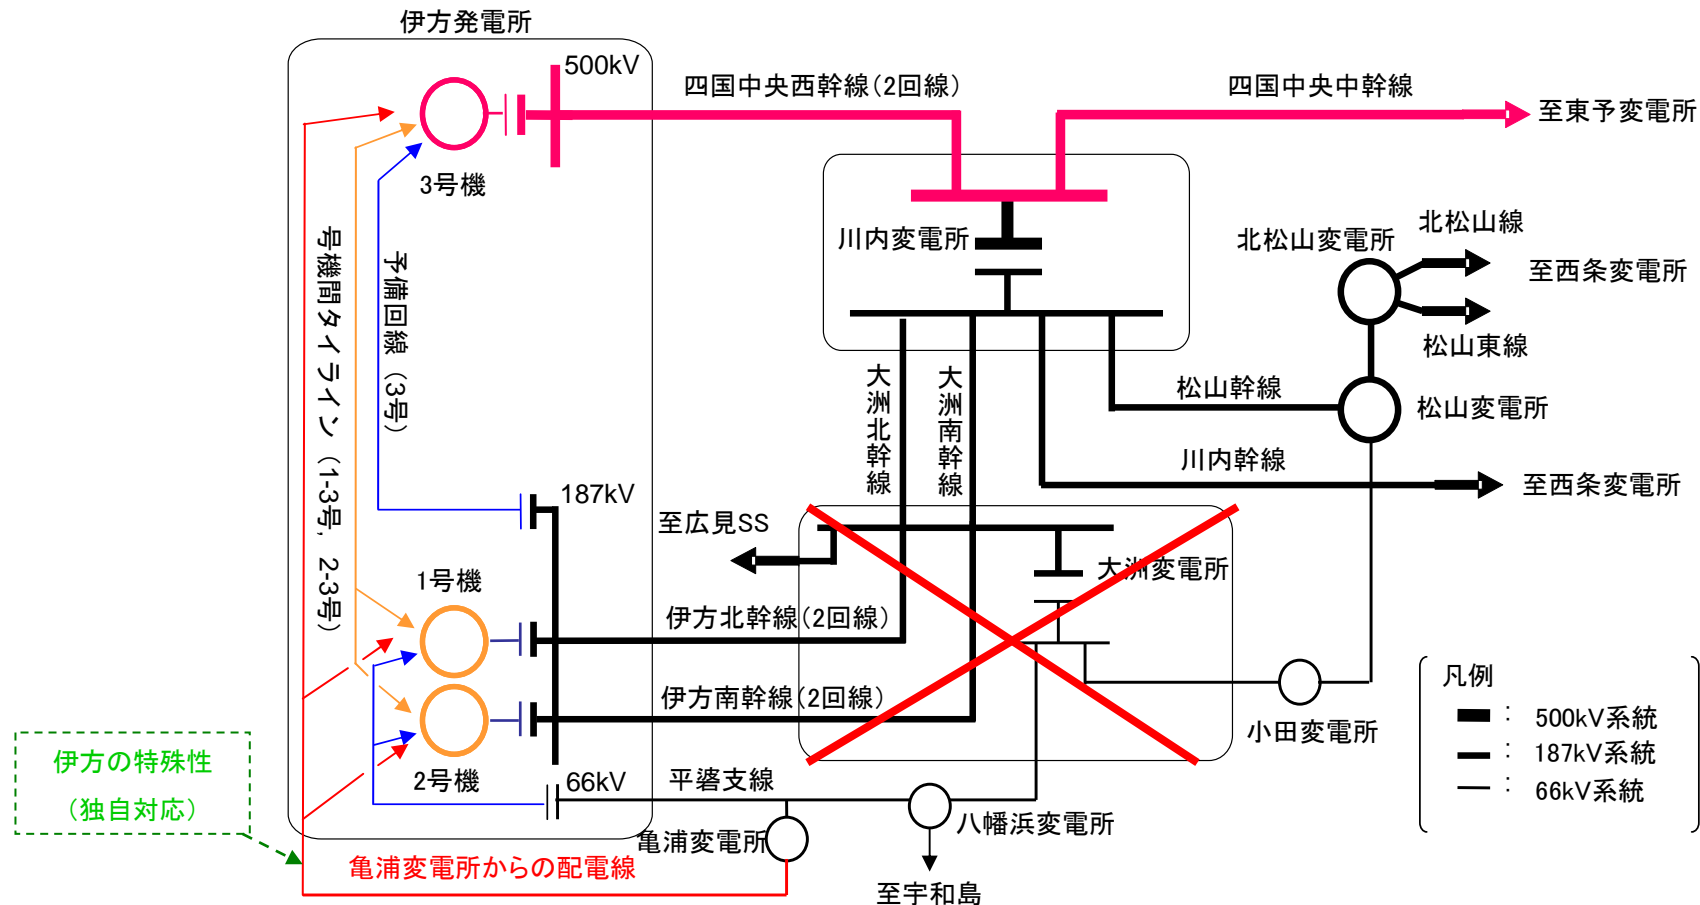 伊方発電所
500kV
四国中央西幹線(2回線)
四国中央中幹線
至東予変電所
3号機
川内変電所
北松山変電所
北松山線
至西条変電所
松山東線
号機間タイライン(1-3号, 2-3号)
予備回線(3号)
大洲北幹線
大洲南幹線
松山幹線
松山変電所
川内幹線
至西条変電所
187kV
至広見SS
大洲変電所
1号機
伊方北幹線(2回線)
伊方南幹線(2回線)
2号機
66kV
平碆支線
小田変電所
凡例
: 500kV系統
: 187kV系統
: 66kV系統
伊方の特殊性
(独自対応)
亀浦変電所
八幡浜変電所
亀浦変電所からの配電線
至宇和島